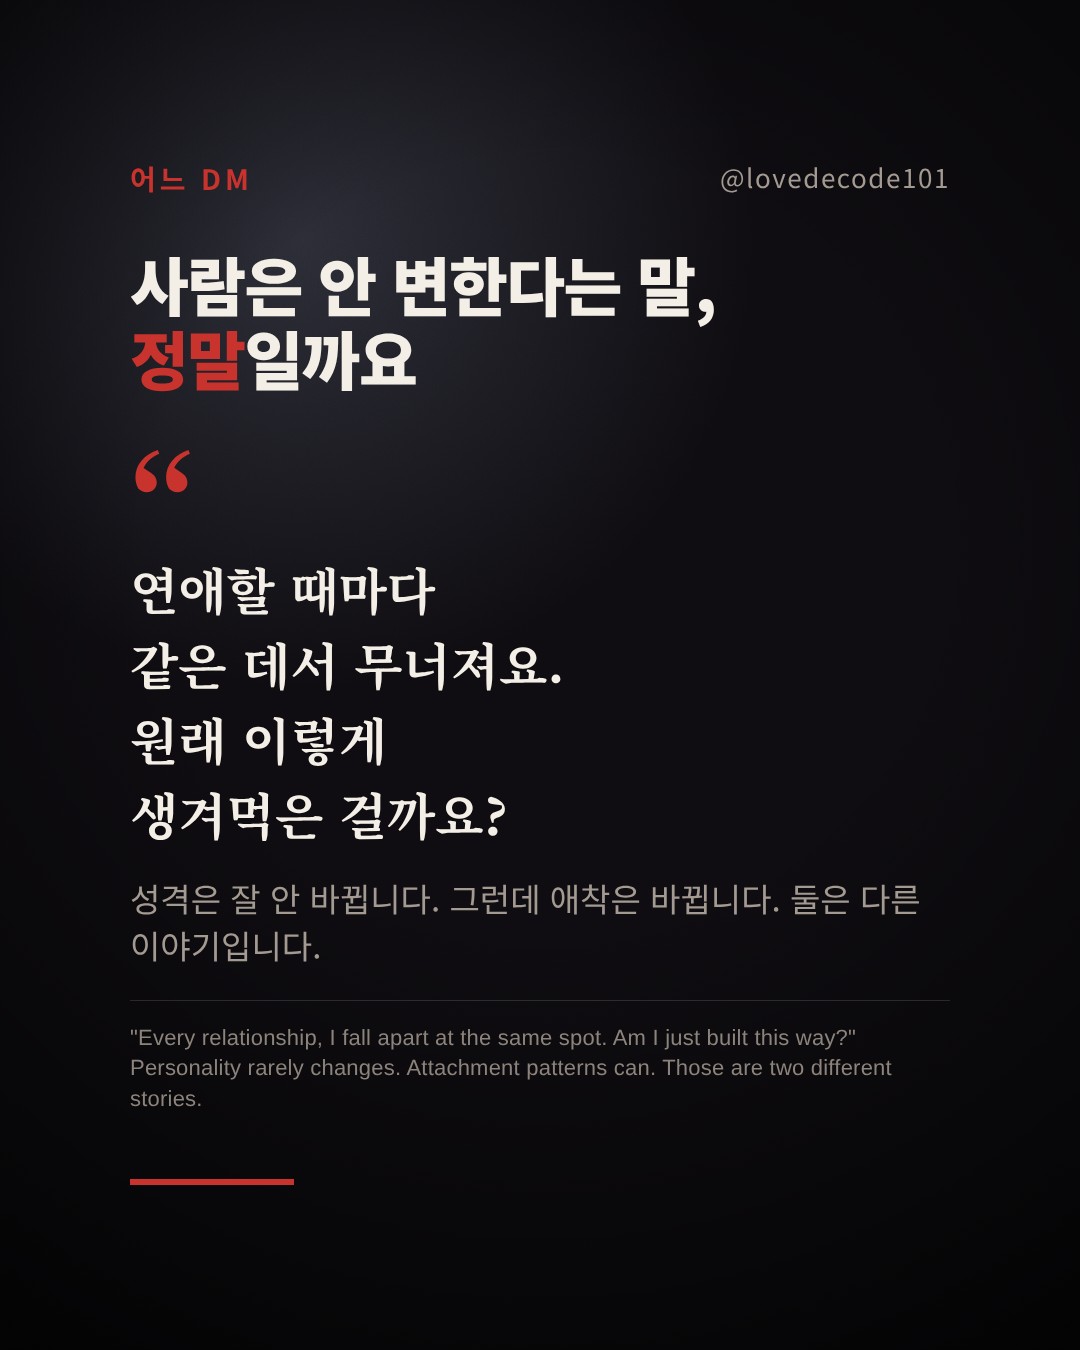 어느 DM
@lovedecode101
사람은 안 변한다는 말,
정말일까요
“
연애할 때마다
같은 데서 무너져요.
원래 이렇게
생겨먹은 걸까요?
성격은 잘 안 바뀝니다. 그런데 애착은 바뀝니다. 둘은 다른
이야기입니다.
"Every relationship, I fall apart at the same spot. Am I just built this way?"
Personality rarely changes. Attachment patterns can. Those are two different
stories.